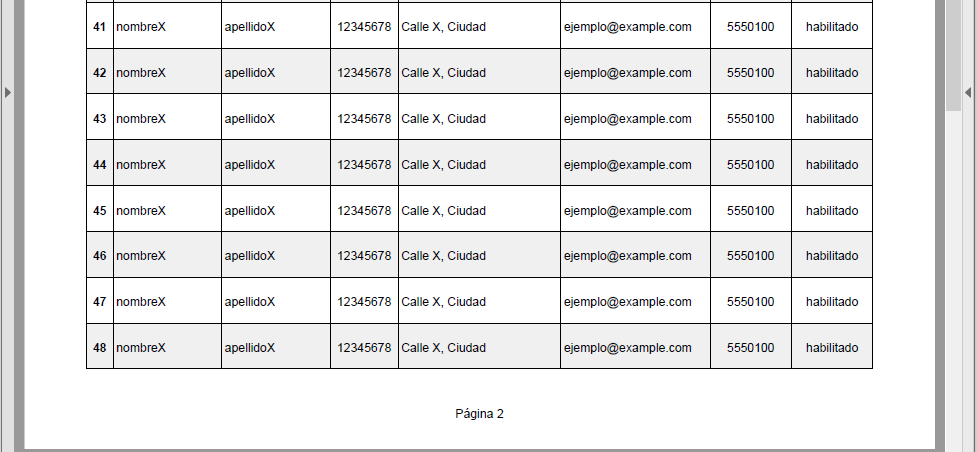 41 nombreX apellidoX 12345678 Calle X, Ciudad ejemplo@example.com 5550100 habilitado
42 nombreX apellidoX 12345678 Calle X, Ciudad ejemplo@example.com 5550100 habilitado
43 nombreX apellidoX 12345678 Calle X, Ciudad ejemplo@example.com 5550100 habilitado
44 nombreX apellidoX 12345678 Calle X, Ciudad ejemplo@example.com 5550100 habilitado
45 nombreX apellidoX 12345678 Calle X, Ciudad ejemplo@example.com 5550100 habilitado
46 nombreX apellidoX 12345678 Calle X, Ciudad ejemplo@example.com 5550100 habilitado
47 nombreX apellidoX 12345678 Calle X, Ciudad ejemplo@example.com 5550100 habilitado
48 nombreX apellidoX 12345678 Calle X, Ciudad ejemplo@example.com 5550100 habilitado
Página 2